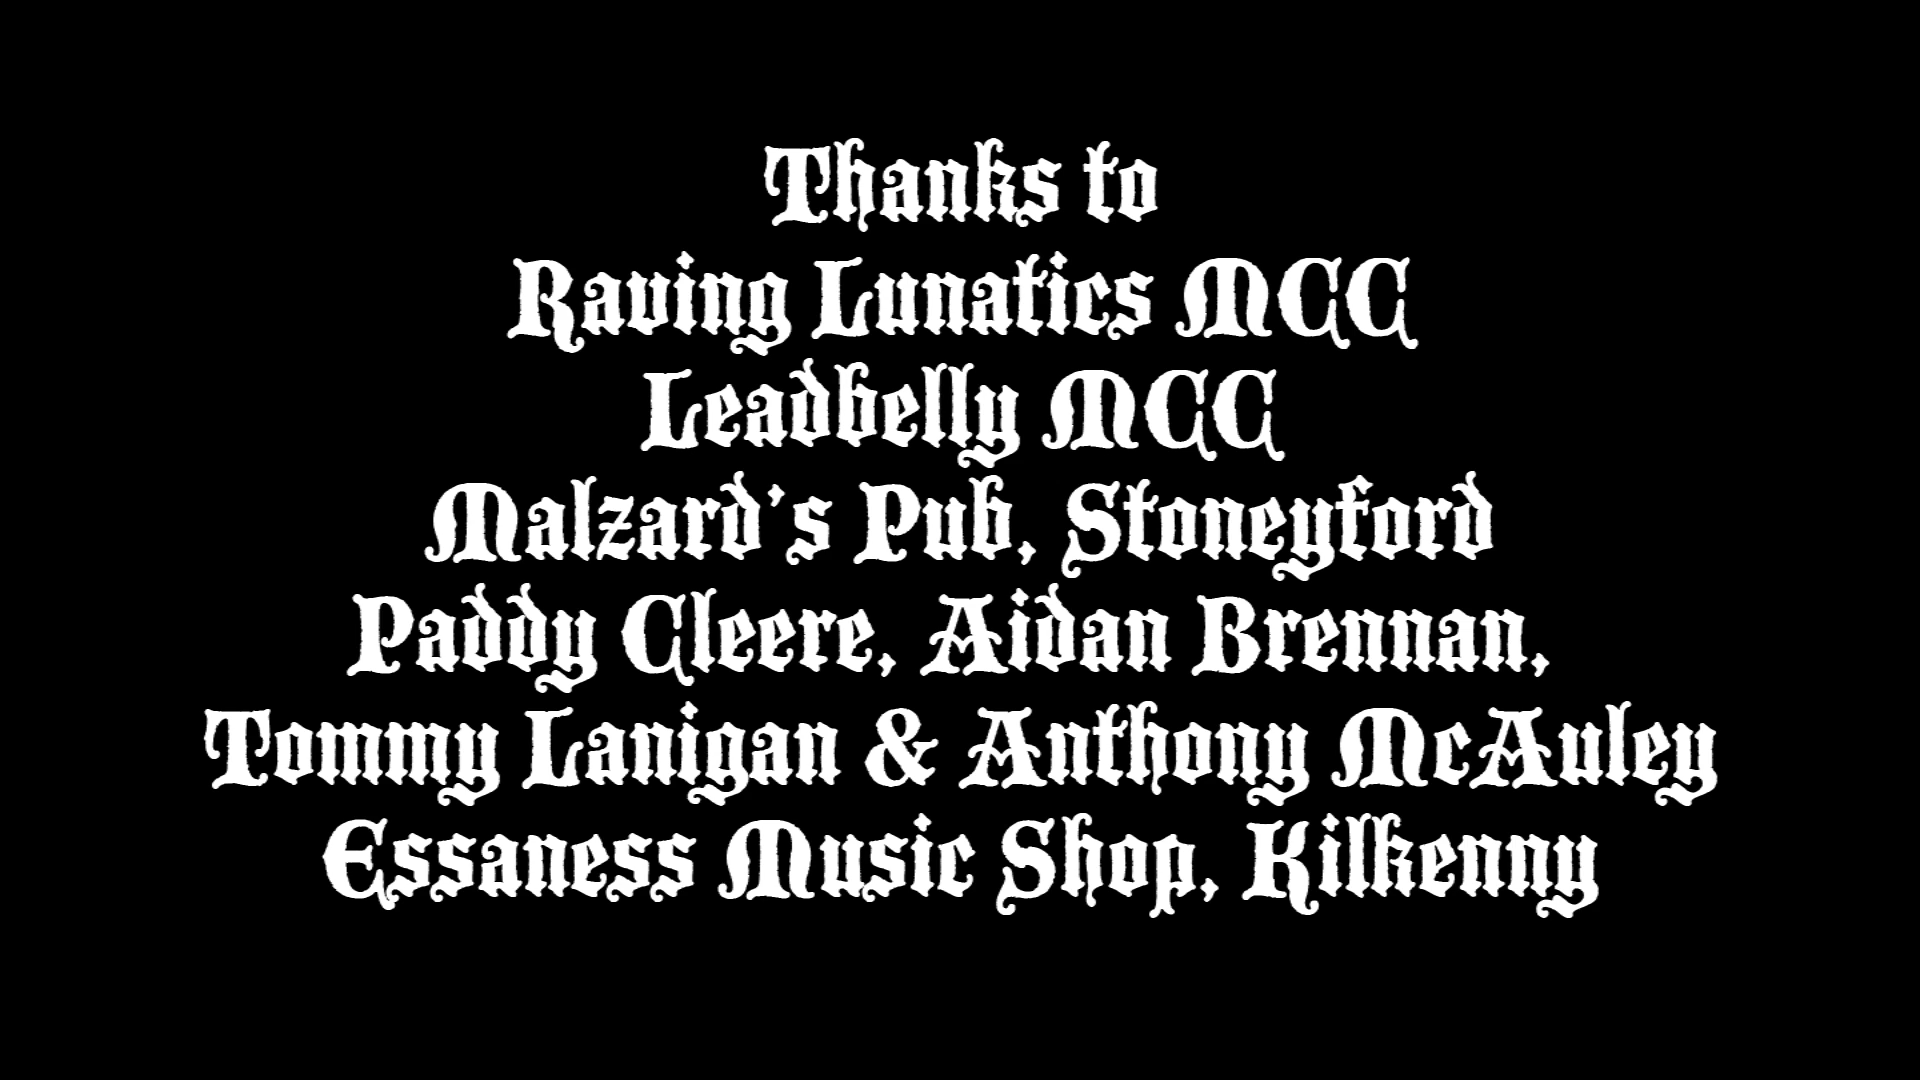 Thanks to
Raving Lunatics MCC
Leadbelly MCC
Malzard's Pub, Stoneyford
Paddy Cleere, Aidan Brennan,
Tommy Lanigan & Anthony McAuley
Essaness Music Shop, Kilkenny